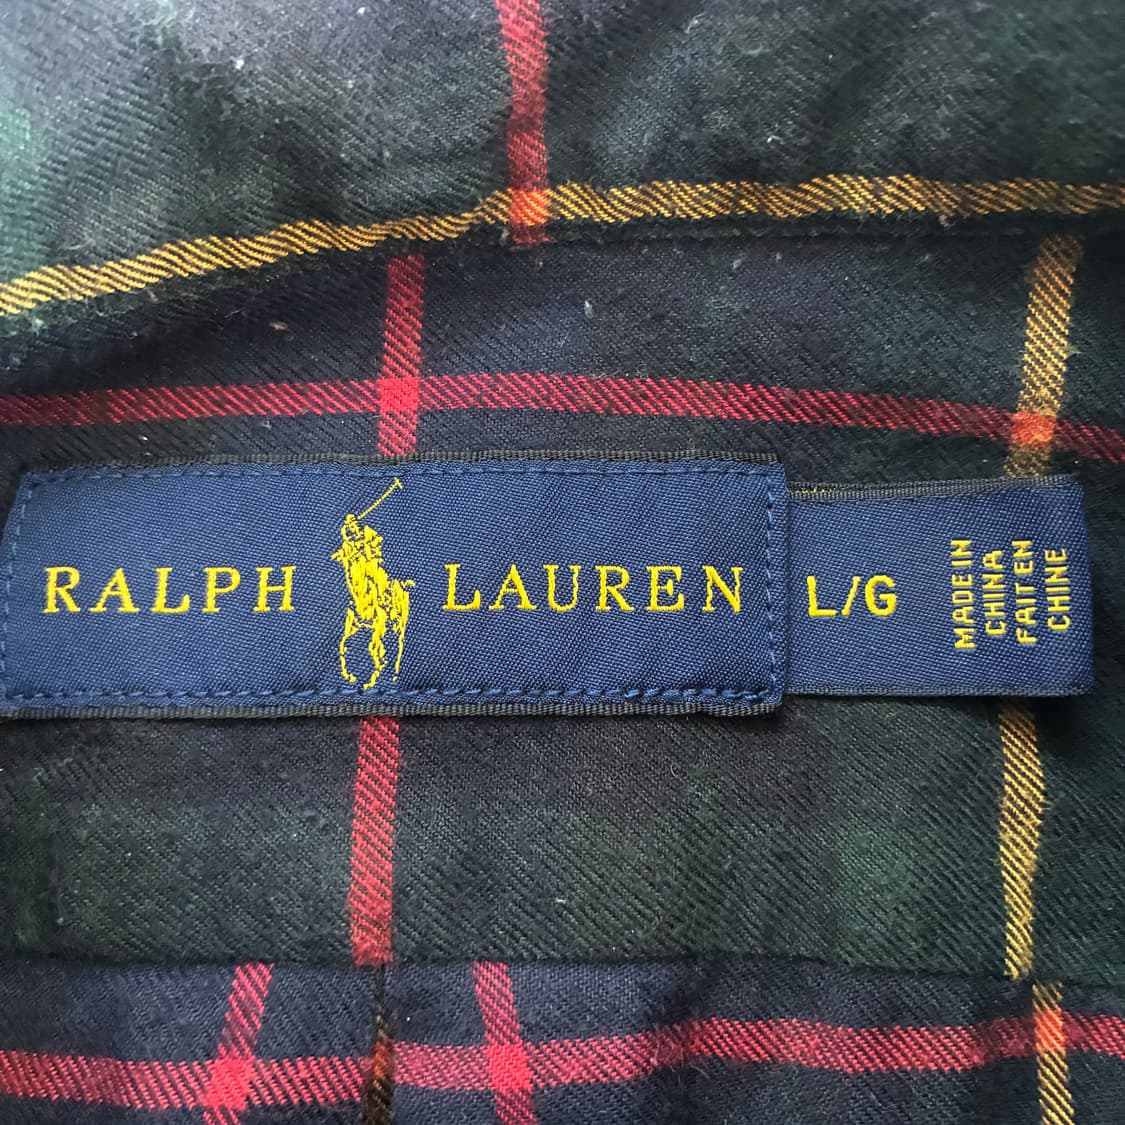 RALPH LAUREN
L/G
MADE IN
CHINA
FAIT EN
CHINE